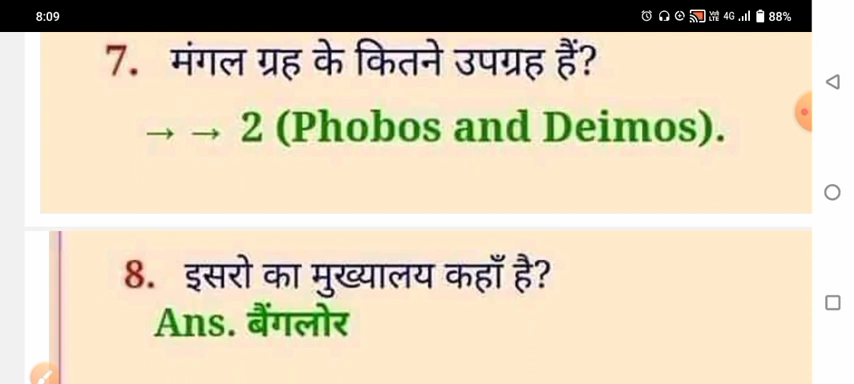 8:09 4G 88%
7. मंगल ग्रह के कितने उपग्रह हैं?
→ → 2 (Phobos and Deimos).
8. इसरो का मुख्यालय कहाँ है?
Ans. बैंगलोर